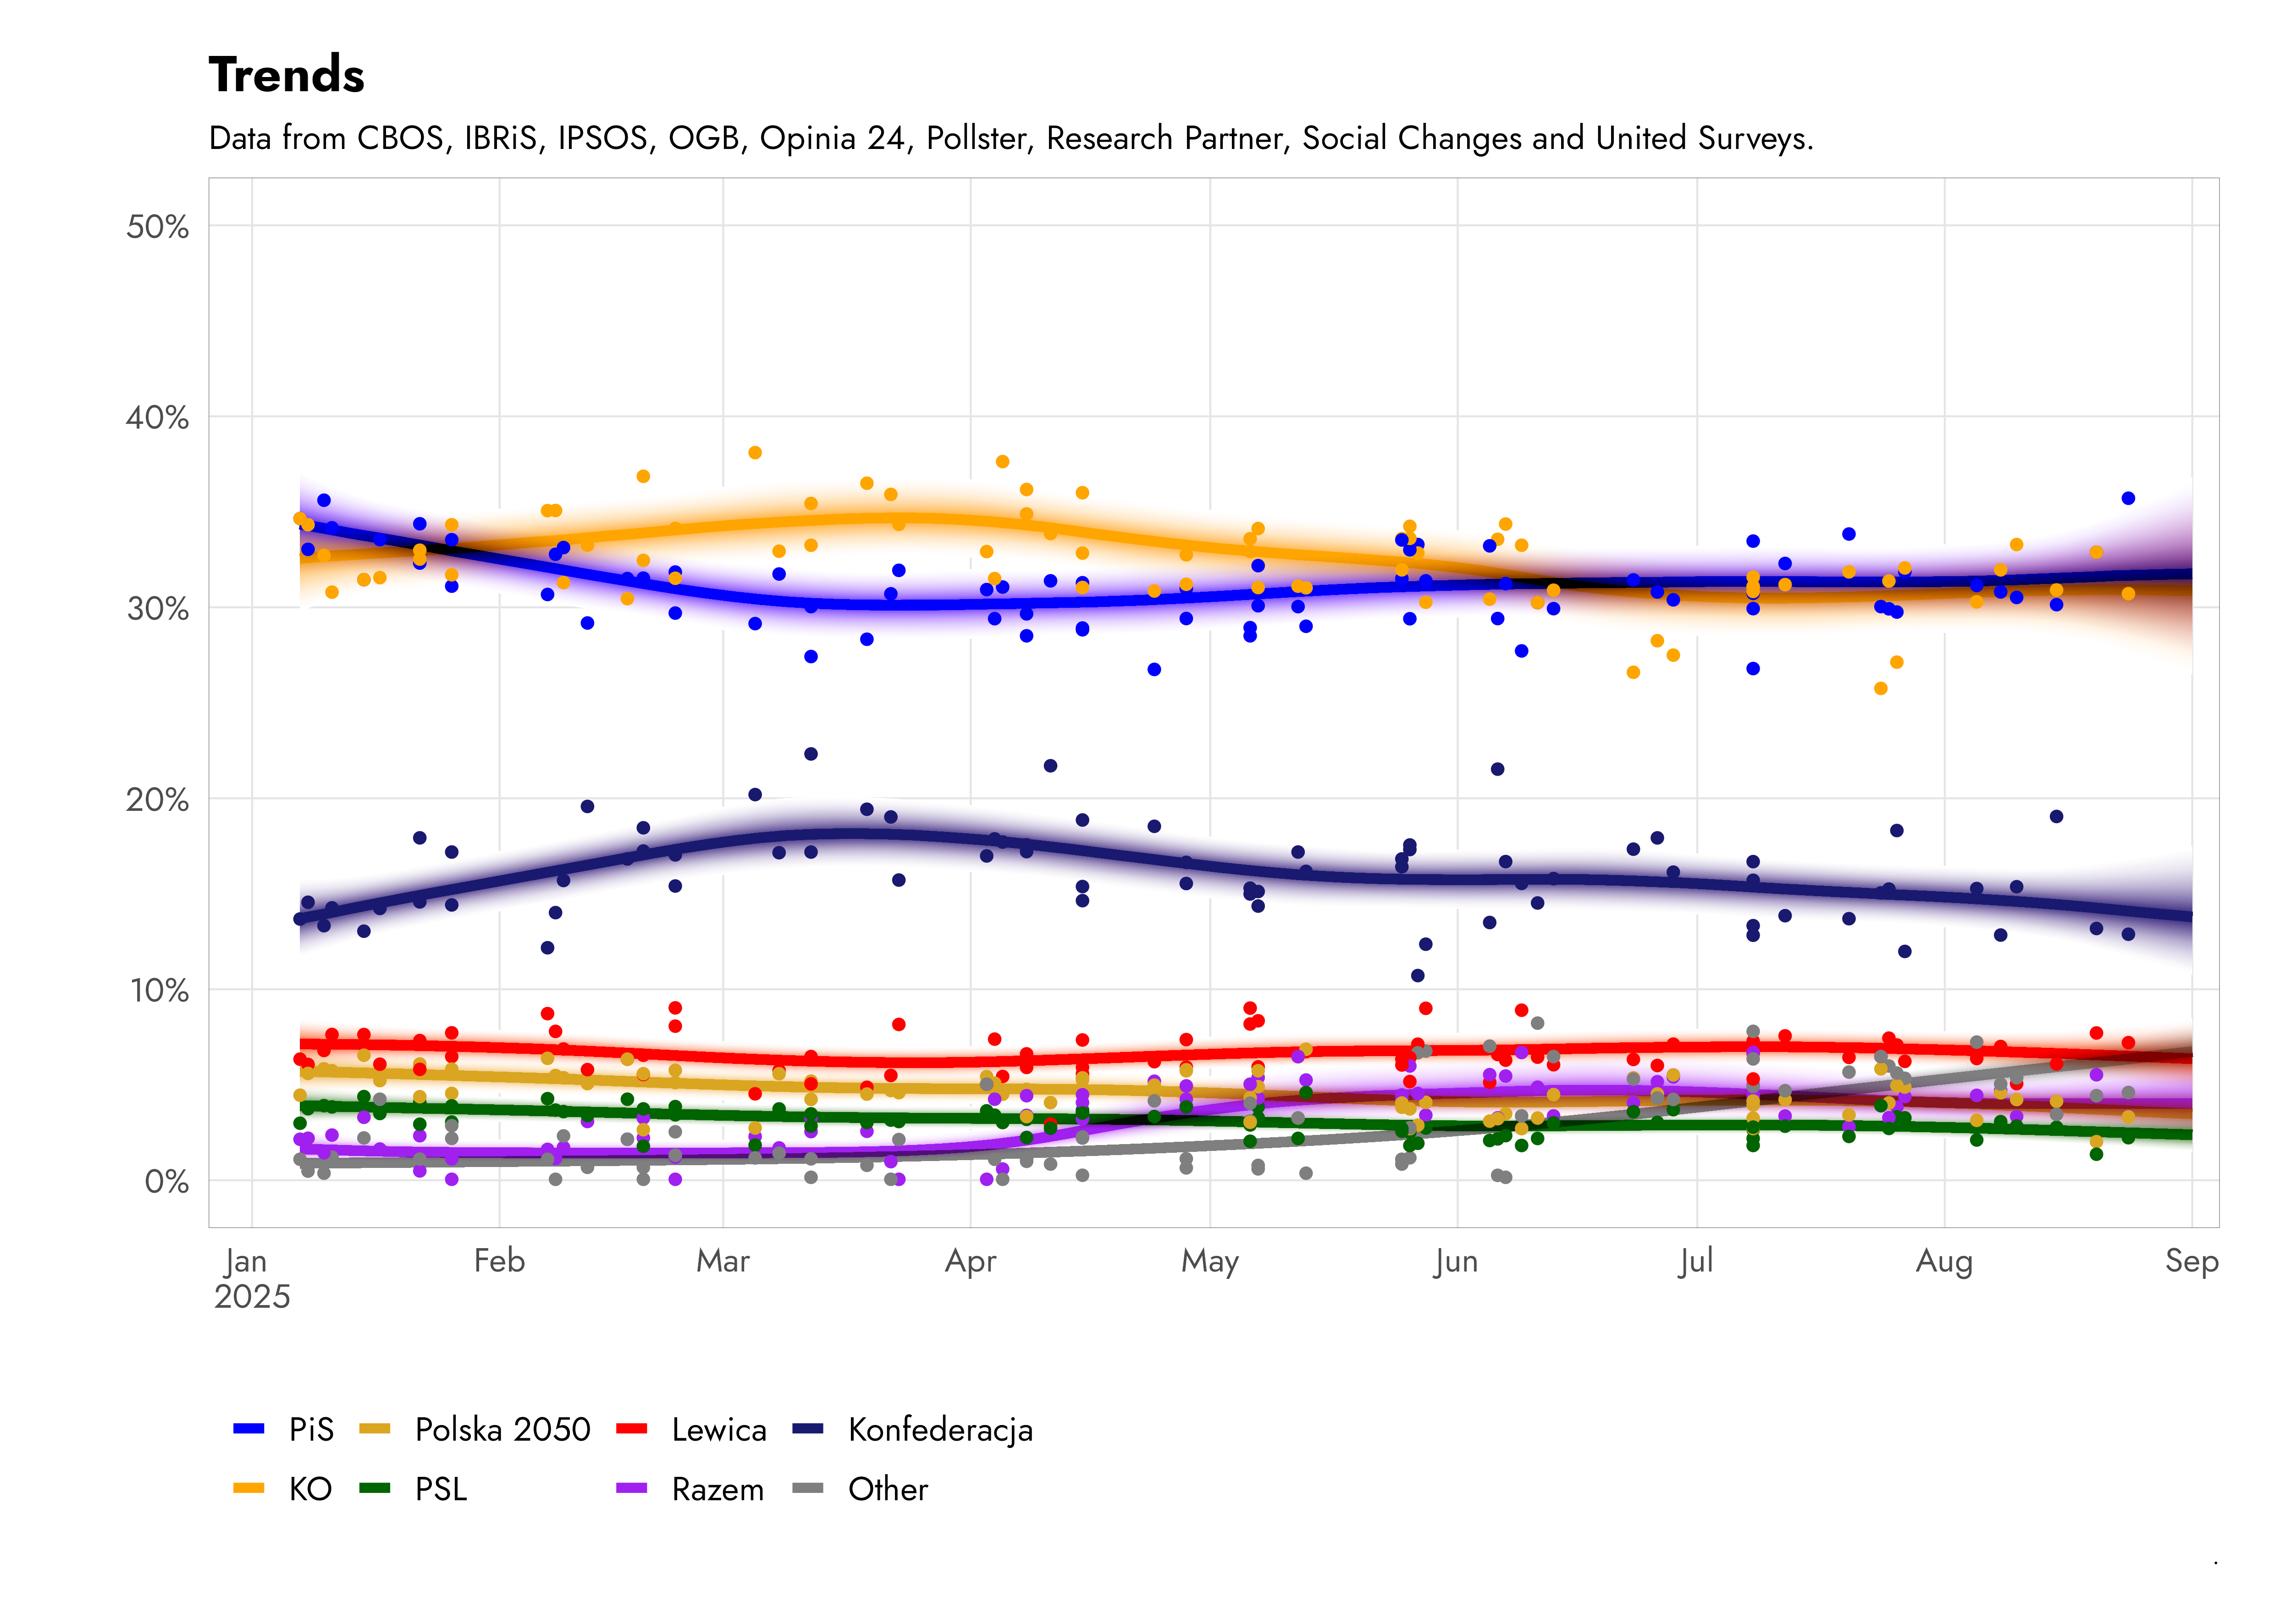 Trends
Data from CBOS, IBRiS, IPSOS, OGB, Opinia 24, Pollster, Research Partner, Social Changes and United Surveys.
50%
40%
30%
20%
10%
0%
Jan Feb Mar Apr May Jun Jul Aug Sep
2025
PiS Polska 2050 Lewica Konfederacja
KO PSL Razem Other
.